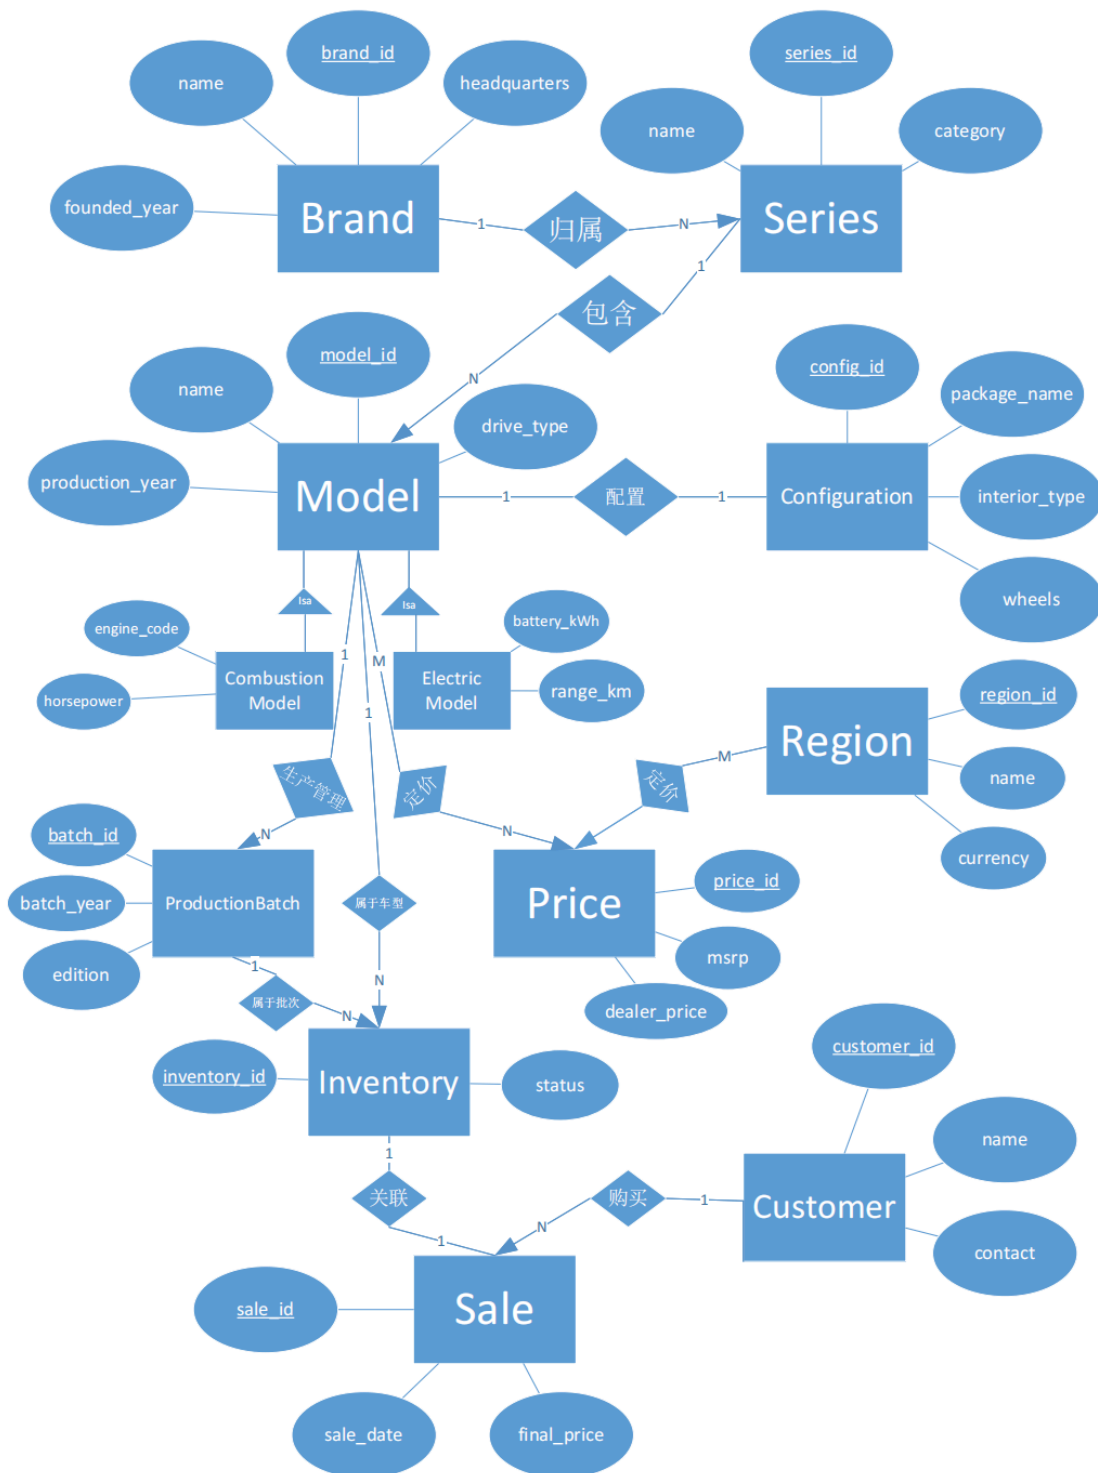 brand_id
name
headquarters
founded_year
Brand
1
归属
N
series_id
name
category
Series
1
包含
N
model_id
name
production_year
drive_type
Model
1
配置
1
config_id
package_name
interior_type
wheels
Configuration
Isa
Isa
engine_code
horsepower
Combustion
Model
battery_kWh
range_km
Electric
Model
1
1
M
region_id
name
currency
Region
M
定价
生产管理
定价
N
N
batch_id
batch_year
edition
ProductionBatch
属于车型
price_id
msrp
dealer_price
Price
1
属于批次
N
N
inventory_id
status
Inventory
customer_id
name
contact
Customer
1
关联
1
购买
N
1
Sale
sale_id
sale_date
final_price